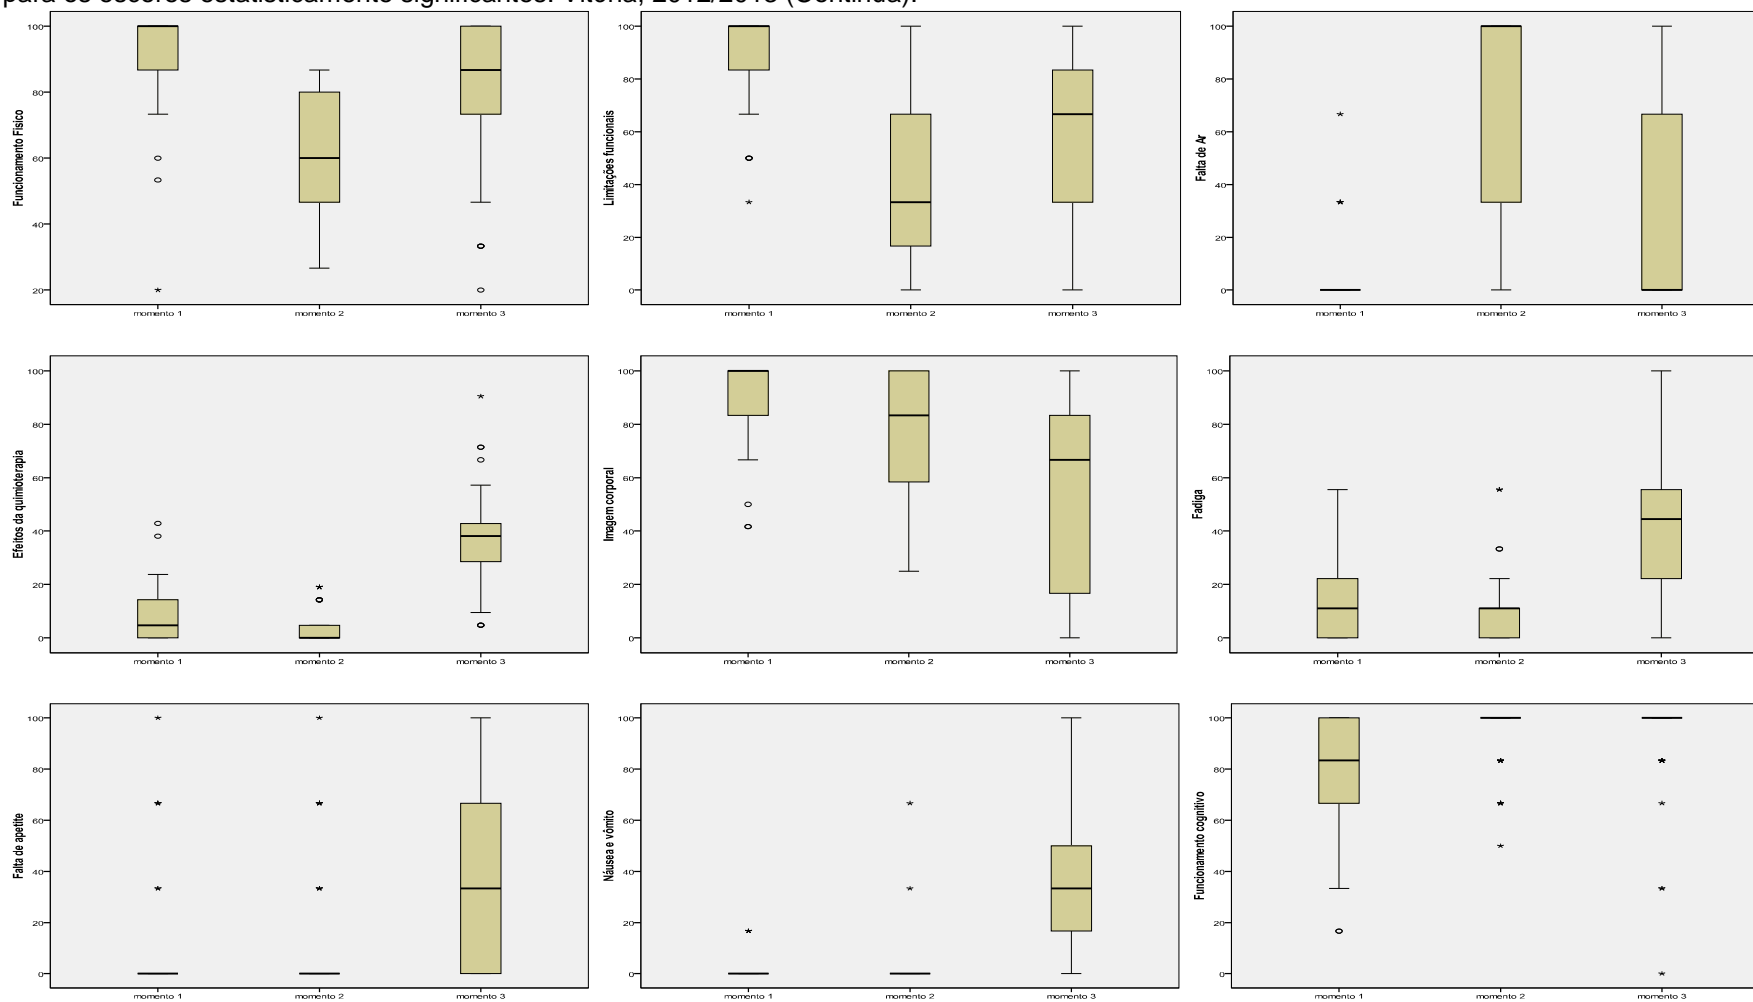 para os escores estatisticamente significantes. Vitória, 2012/2013 (Continua).
Funcionamento Físico
100
80
60
40
20
momento 1
momento 2
momento 3
Limitações funcionais
100
80
60
40
20
0
momento 1
momento 2
momento 3
Falta de Ar
100
80
60
40
20
0
momento 1
momento 2
momento 3
Efeitos da quimioterapia
100
80
60
40
20
0
momento 1
momento 2
momento 3
Imagem corporal
100
80
60
40
20
0
momento 1
momento 2
momento 3
Fadiga
100
80
60
40
20
0
momento 1
momento 2
momento 3
Falta de apetite
100
80
60
40
20
0
momento 1
momento 2
momento 3
Náusea e vômito
100
80
60
40
20
0
momento 1
momento 2
momento 3
Funcionamento cognitivo
100
80
60
40
20
0
momento 1
momento 2
momento 3